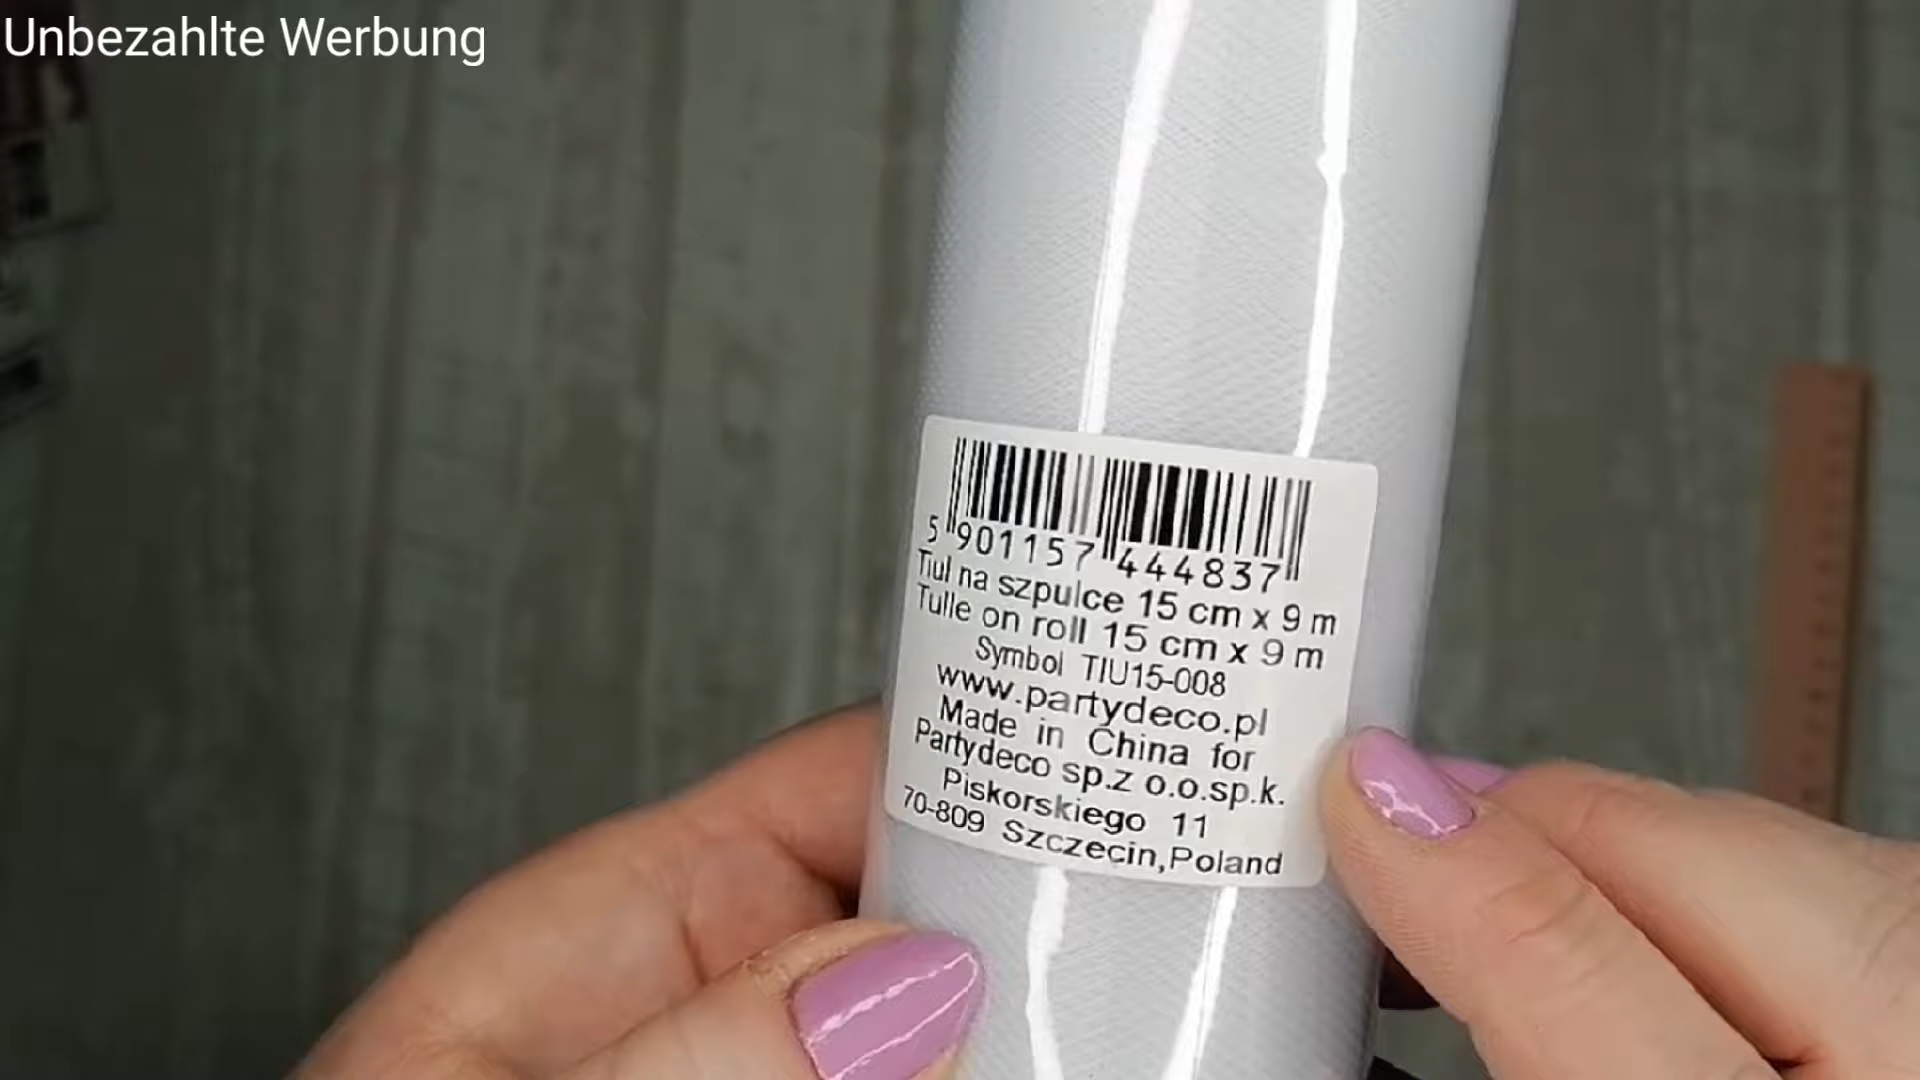 Unbezahlte Werbung
5 901157 444837
Tiul na szpulce 15 cm x 9 m
Tulle on roll 15 cm x 9 m
Symbol TIU15-008
www.partydeco.pl
Made in China for
Partydeco sp.z o.o.sp.k.
Piskorskiego 11
70-809 Szczecin,Poland